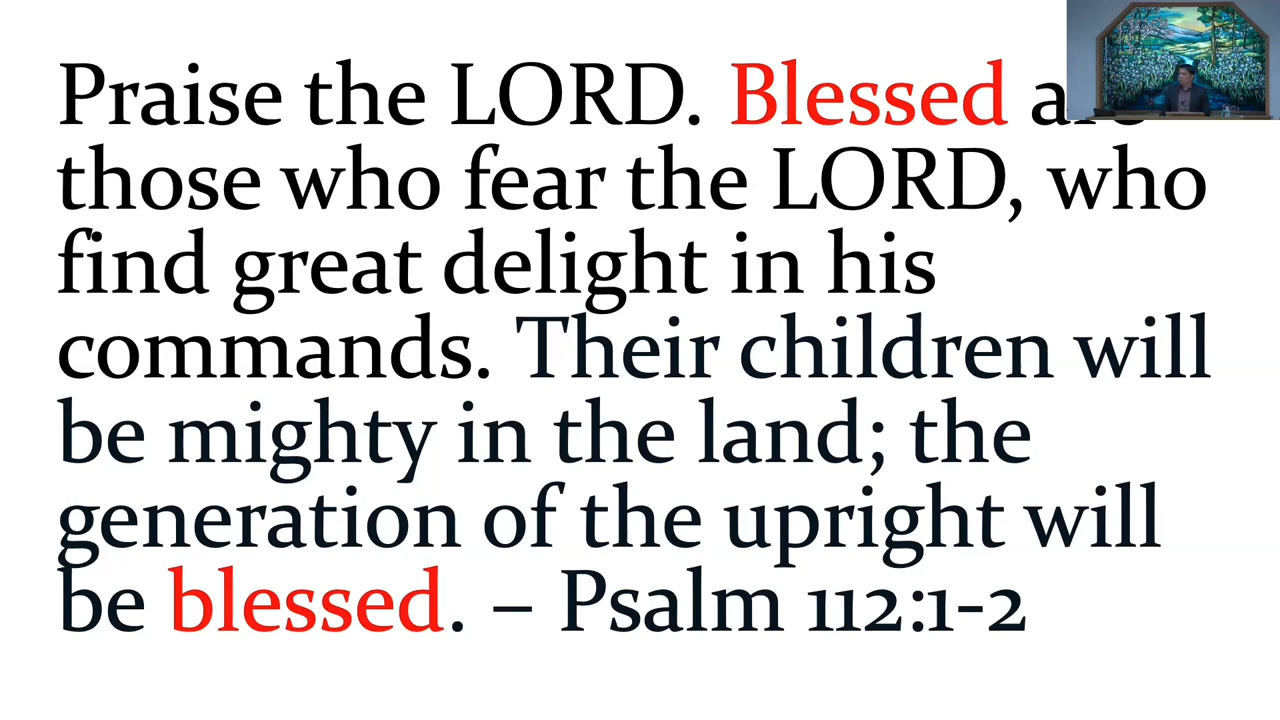 Praise the LORD. Blessed are
those who fear the LORD, who
find great delight in his
commands. Their children will
be mighty in the land; the
generation of the upright will
be blessed. – Psalm 112:1-2